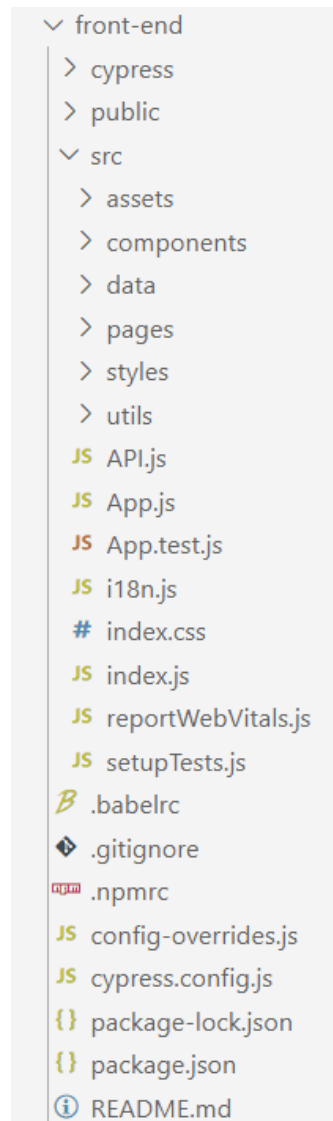 front-end
cypress
public
src
assets
components
data
pages
styles
utils
JS API.js
JS App.js
JS App.test.js
JS i18n.js
# index.css
JS index.js
JS reportWebVitals.js
JS setupTests.js
B .babelrc
.gitignore
npm .npmrc
JS config-overrides.js
JS cypress.config.js
{} package-lock.json
{} package.json
i README.md